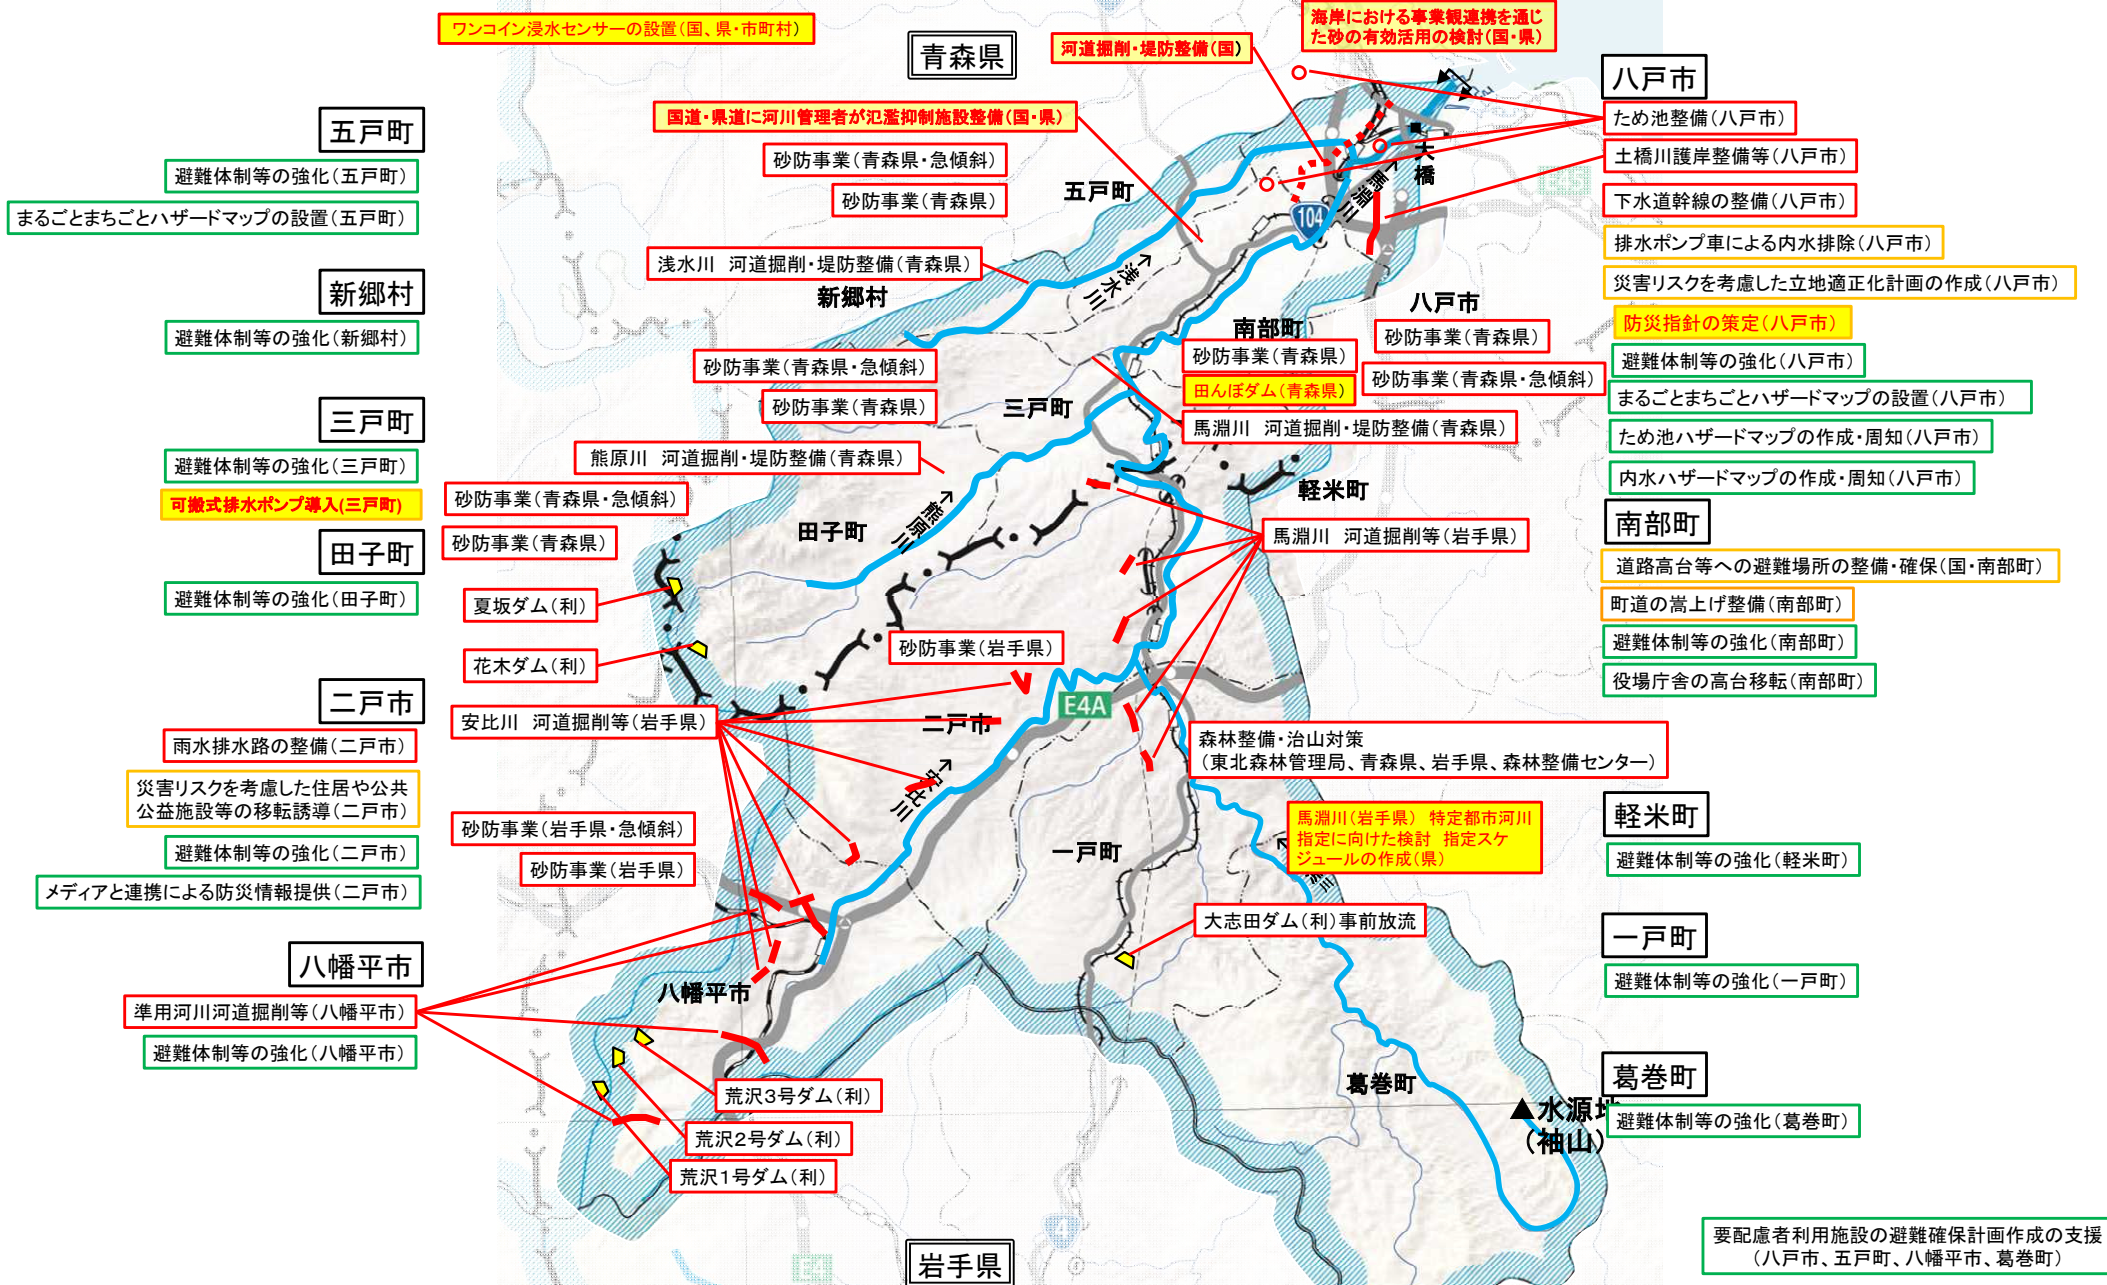 ワンコイン浸水センサーの設置(国、県・市町村)
青森県
河道掘削・堤防整備(国)
海岸における事業観連携を通じ
た砂の有効活用の検討(国・県)
国道・県道に河川管理者が氾濫抑制施設整備(国・県)
五戸町
避難体制等の強化(五戸町)
まるごとまちごとハザードマップの設置(五戸町)
新郷村
避難体制等の強化(新郷村)
三戸町
避難体制等の強化(三戸町)
可搬式排水ポンプ導入(三戸町)
田子町
避難体制等の強化(田子町)
二戸市
雨水排水路の整備(二戸市)
災害リスクを考慮した住居や公共
公益施設等の移転誘導(二戸市)
避難体制等の強化(二戸市)
メディアと連携による防災情報提供(二戸市)
八幡平市
準用河川河道掘削等(八幡平市)
避難体制等の強化(八幡平市)
砂防事業(青森県・急傾斜)
砂防事業(青森県)
五戸町
浅水川 河道掘削・堤防整備(青森県)
新郷村
↑浅水川
砂防事業(青森県・急傾斜)
砂防事業(青森県)
三戸町
熊原川 河道掘削・堤防整備(青森県)
砂防事業(青森県・急傾斜)
砂防事業(青森県)
田子町
↑熊原川
夏坂ダム(利)
花木ダム(利)
砂防事業(岩手県)
安比川 河道掘削等(岩手県)
二戸市
E4A
↑安比川
砂防事業(岩手県・急傾斜)
砂防事業(岩手県)
八幡平市
荒沢3号ダム(利)
荒沢2号ダム(利)
荒沢1号ダム(利)
大橋
↑馬淵川
104
八戸市
南部町
砂防事業(青森県)
田んぼダム(青森県)
砂防事業(青森県)
砂防事業(青森県・急傾斜)
馬淵川 河道掘削・堤防整備(青森県)
軽米町
馬淵川 河道掘削等(岩手県)
森林整備・治山対策
(東北森林管理局、青森県、岩手県、森林整備センター)
馬淵川(岩手県) 特定都市河川
指定に向けた検討 指定スケ
ジュールの作成(県)
一戸町
大志田ダム(利)事前放流
葛巻町
▲水源地
(袖山)
岩手県
E4
4
八戸市
ため池整備(八戸市)
土橋川護岸整備等(八戸市)
下水道幹線の整備(八戸市)
排水ポンプ車による内水排除(八戸市)
災害リスクを考慮した立地適正化計画の作成(八戸市)
防災指針の策定(八戸市)
避難体制等の強化(八戸市)
まるごとまちごとハザードマップの設置(八戸市)
ため池ハザードマップの作成・周知(八戸市)
内水ハザードマップの作成・周知(八戸市)
南部町
道路高台等への避難場所の整備・確保(国・南部町)
町道の嵩上げ整備(南部町)
避難体制等の強化(南部町)
役場庁舎の高台移転(南部町)
軽米町
避難体制等の強化(軽米町)
一戸町
避難体制等の強化(一戸町)
葛巻町
避難体制等の強化(葛巻町)
要配慮者利用施設の避難確保計画作成の支援
(八戸市、五戸町、八幡平市、葛巻町)